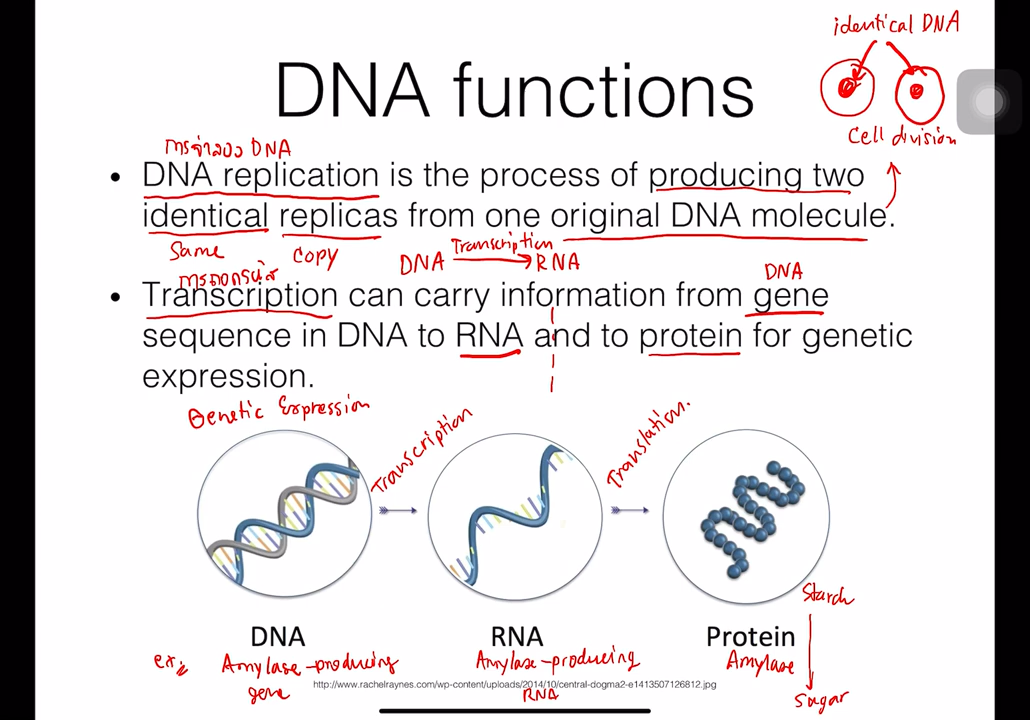 identical DNA
DNA functions
Cell division
การจำลอง DNA
• DNA replication is the process of producing two
identical replicas from one original DNA molecule.
Same
copy
DNA Transcription RNA
DNA
• Transcription can carry information from gene
sequence in DNA to RNA and to protein for genetic
expression.
Genetic Expression
Transcription
Translation.
Starch
DNA
RNA
Protein
ex,
Amylase-producing
gene
Amylase-producing
RNA
Amylase
Sugar
http://www.rachelraynes.com/wp-content/uploads/2014/10/central-dogma2-e1413507126812.jpg